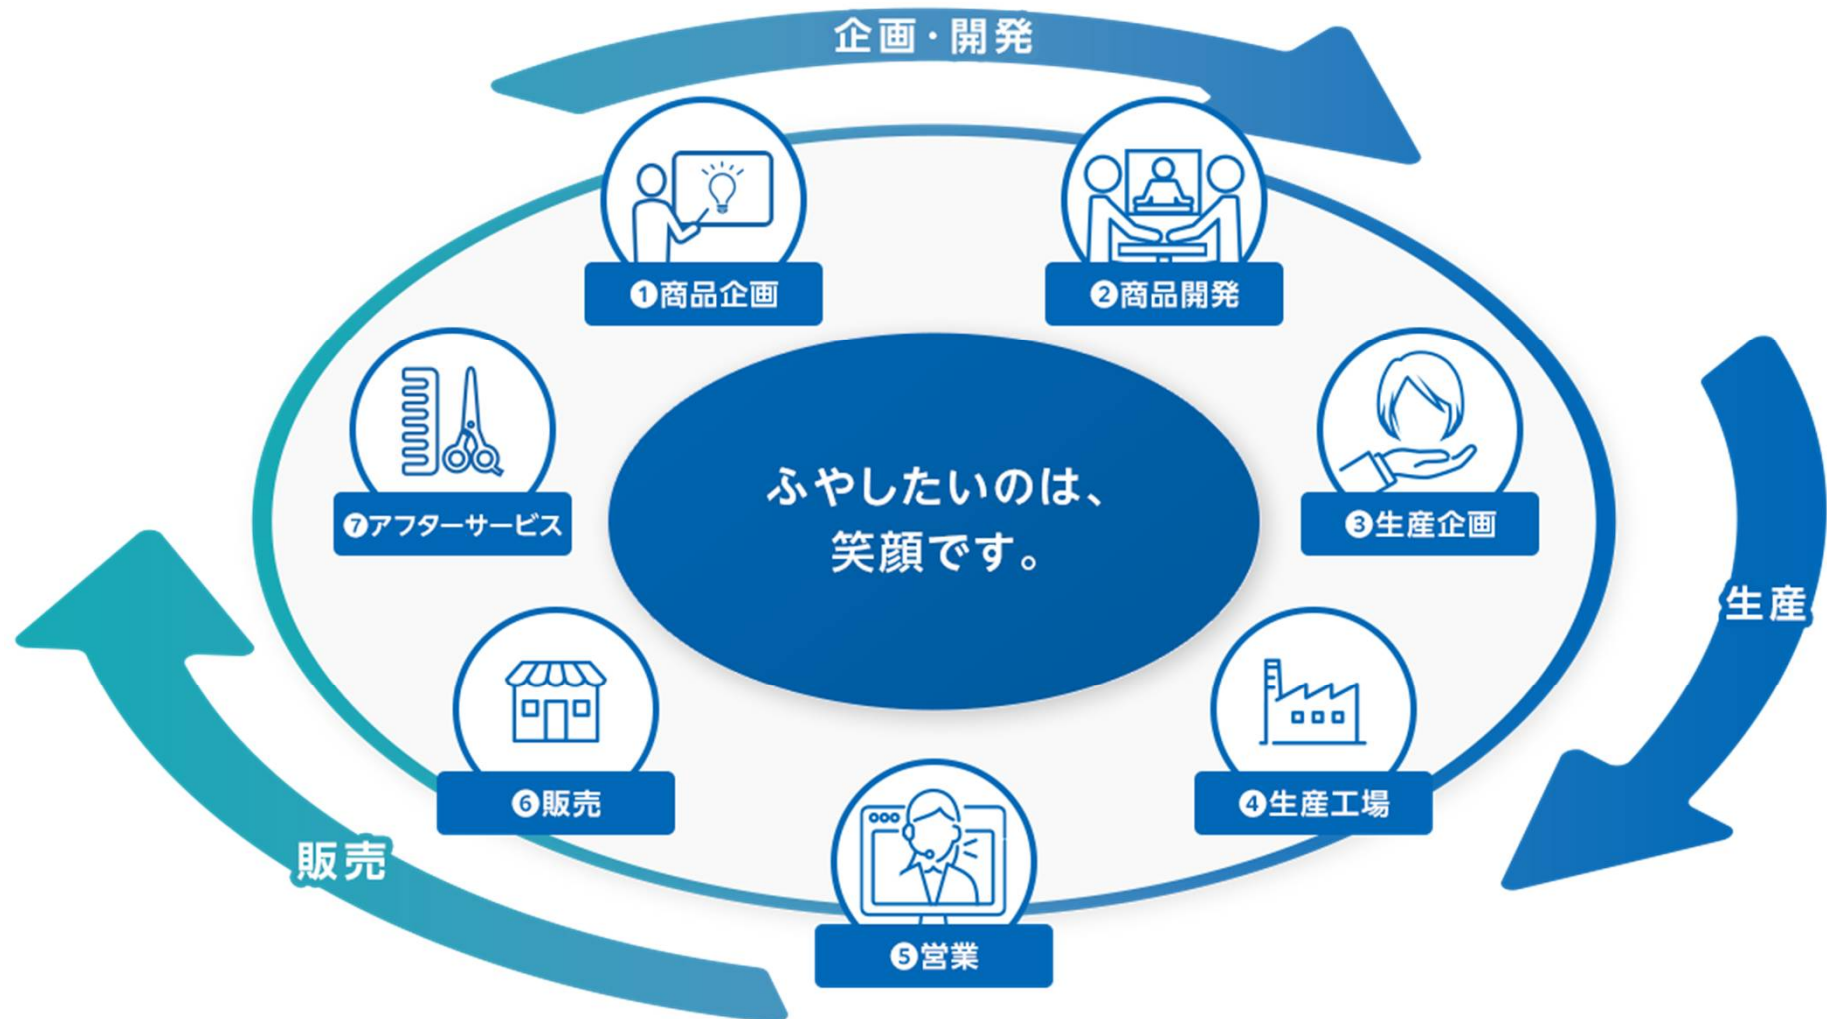 企画・開発
❶商品企画
❷商品開発
❸生産企画
生産
❹生産工場
❺営業
❻販売
販売
❼アフターサービス
ふやしたいのは、
笑顔です。